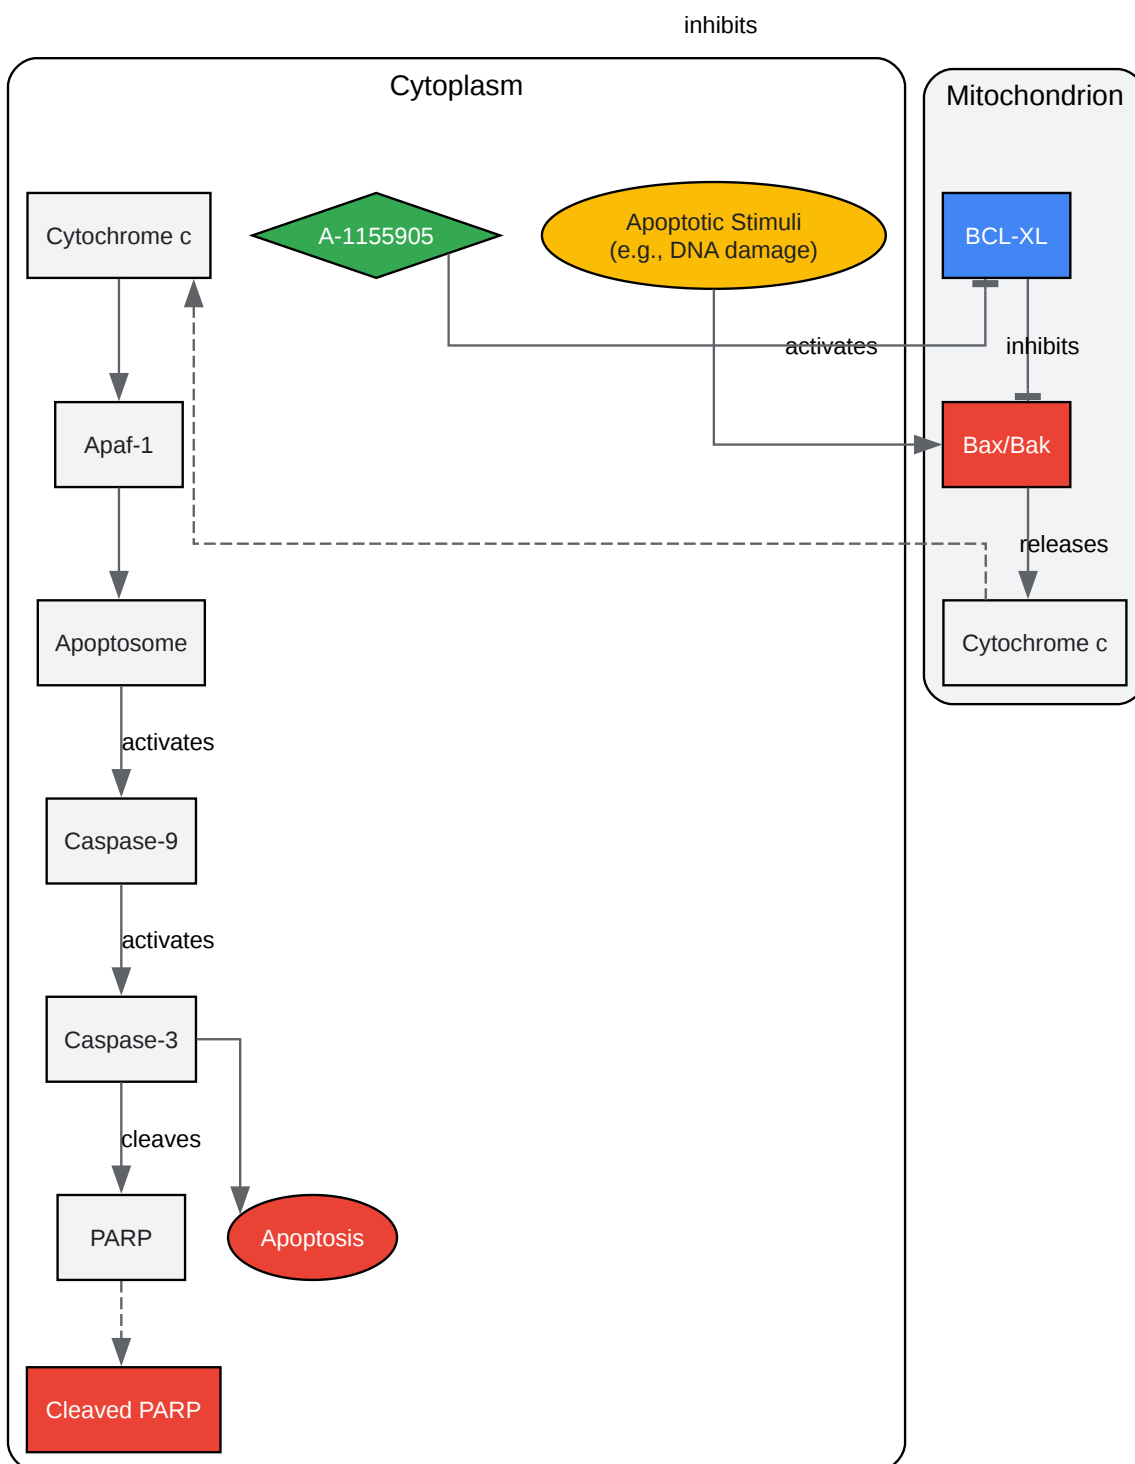 inhibits
Cytoplasm
Mitochondrion
Cytochrome c
A-1155905
Apoptotic Stimuli
(e.g., DNA damage)
BCL-XL
activates
inhibits
Apaf-1
Bax/Bak
releases
Apoptosome
Cytochrome c
activates
Caspase-9
activates
Caspase-3
cleaves
PARP
Apoptosis
Cleaved PARP